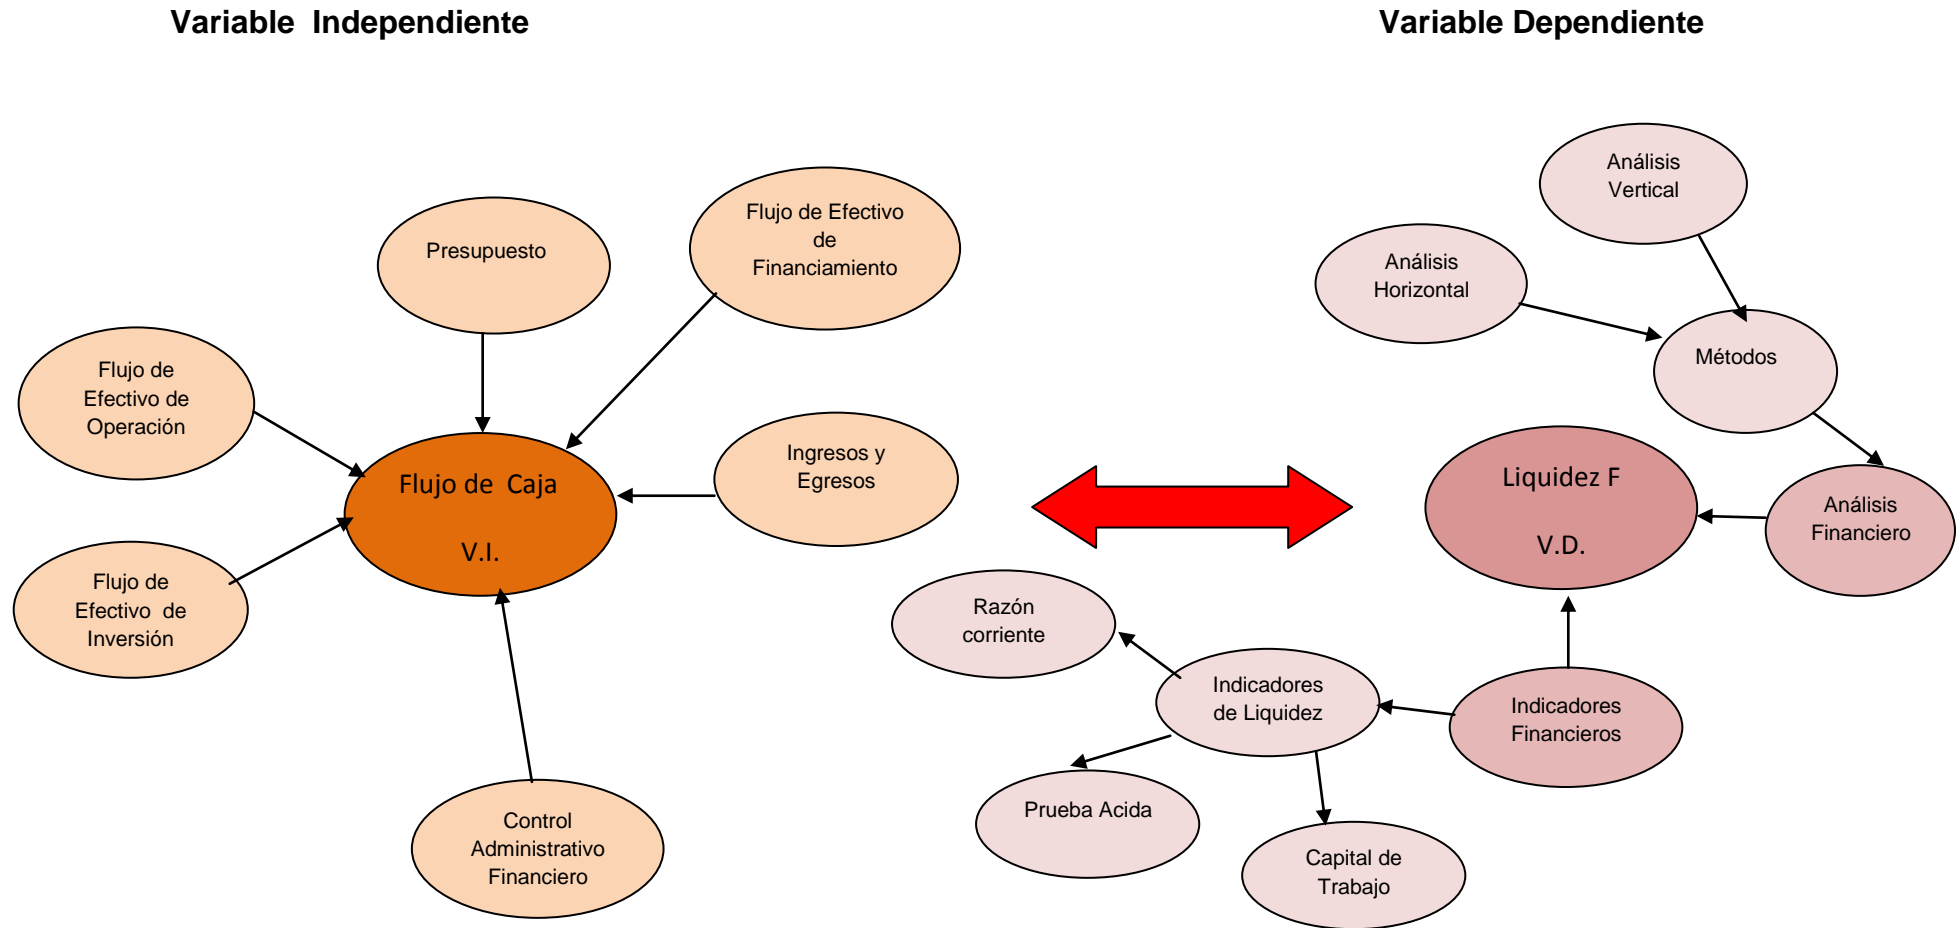 Variable Independiente
Variable Dependiente
Presupuesto
Flujo de Efectivo
de
Financiamiento
Flujo de
Efectivo de
Operación
Ingresos y
Egresos
Flujo de Caja
V.I.
Flujo de
Efectivo de
Inversión
Control
Administrativo
Financiero
Análisis
Vertical
Análisis
Horizontal
Métodos
Liquidez F
V.D.
Análisis
Financiero
Razón
corriente
Indicadores
de Liquidez
Indicadores
Financieros
Prueba Acida
Capital de
Trabajo